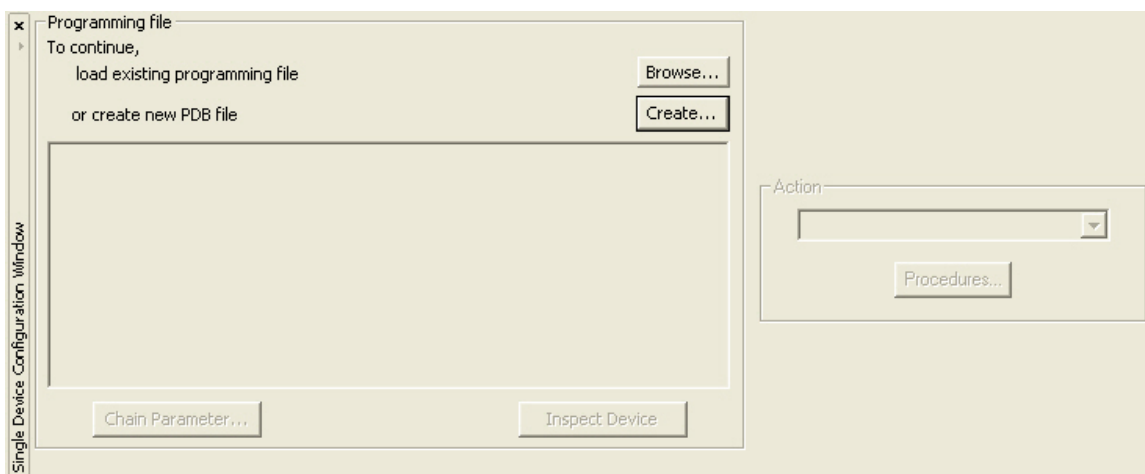 Programming file
To continue,
load existing programming file
Browse...
or create new PDB file
Create...
Action
Procedures...
Chain Parameter...
Inspect Device
Single Device Configuration Window